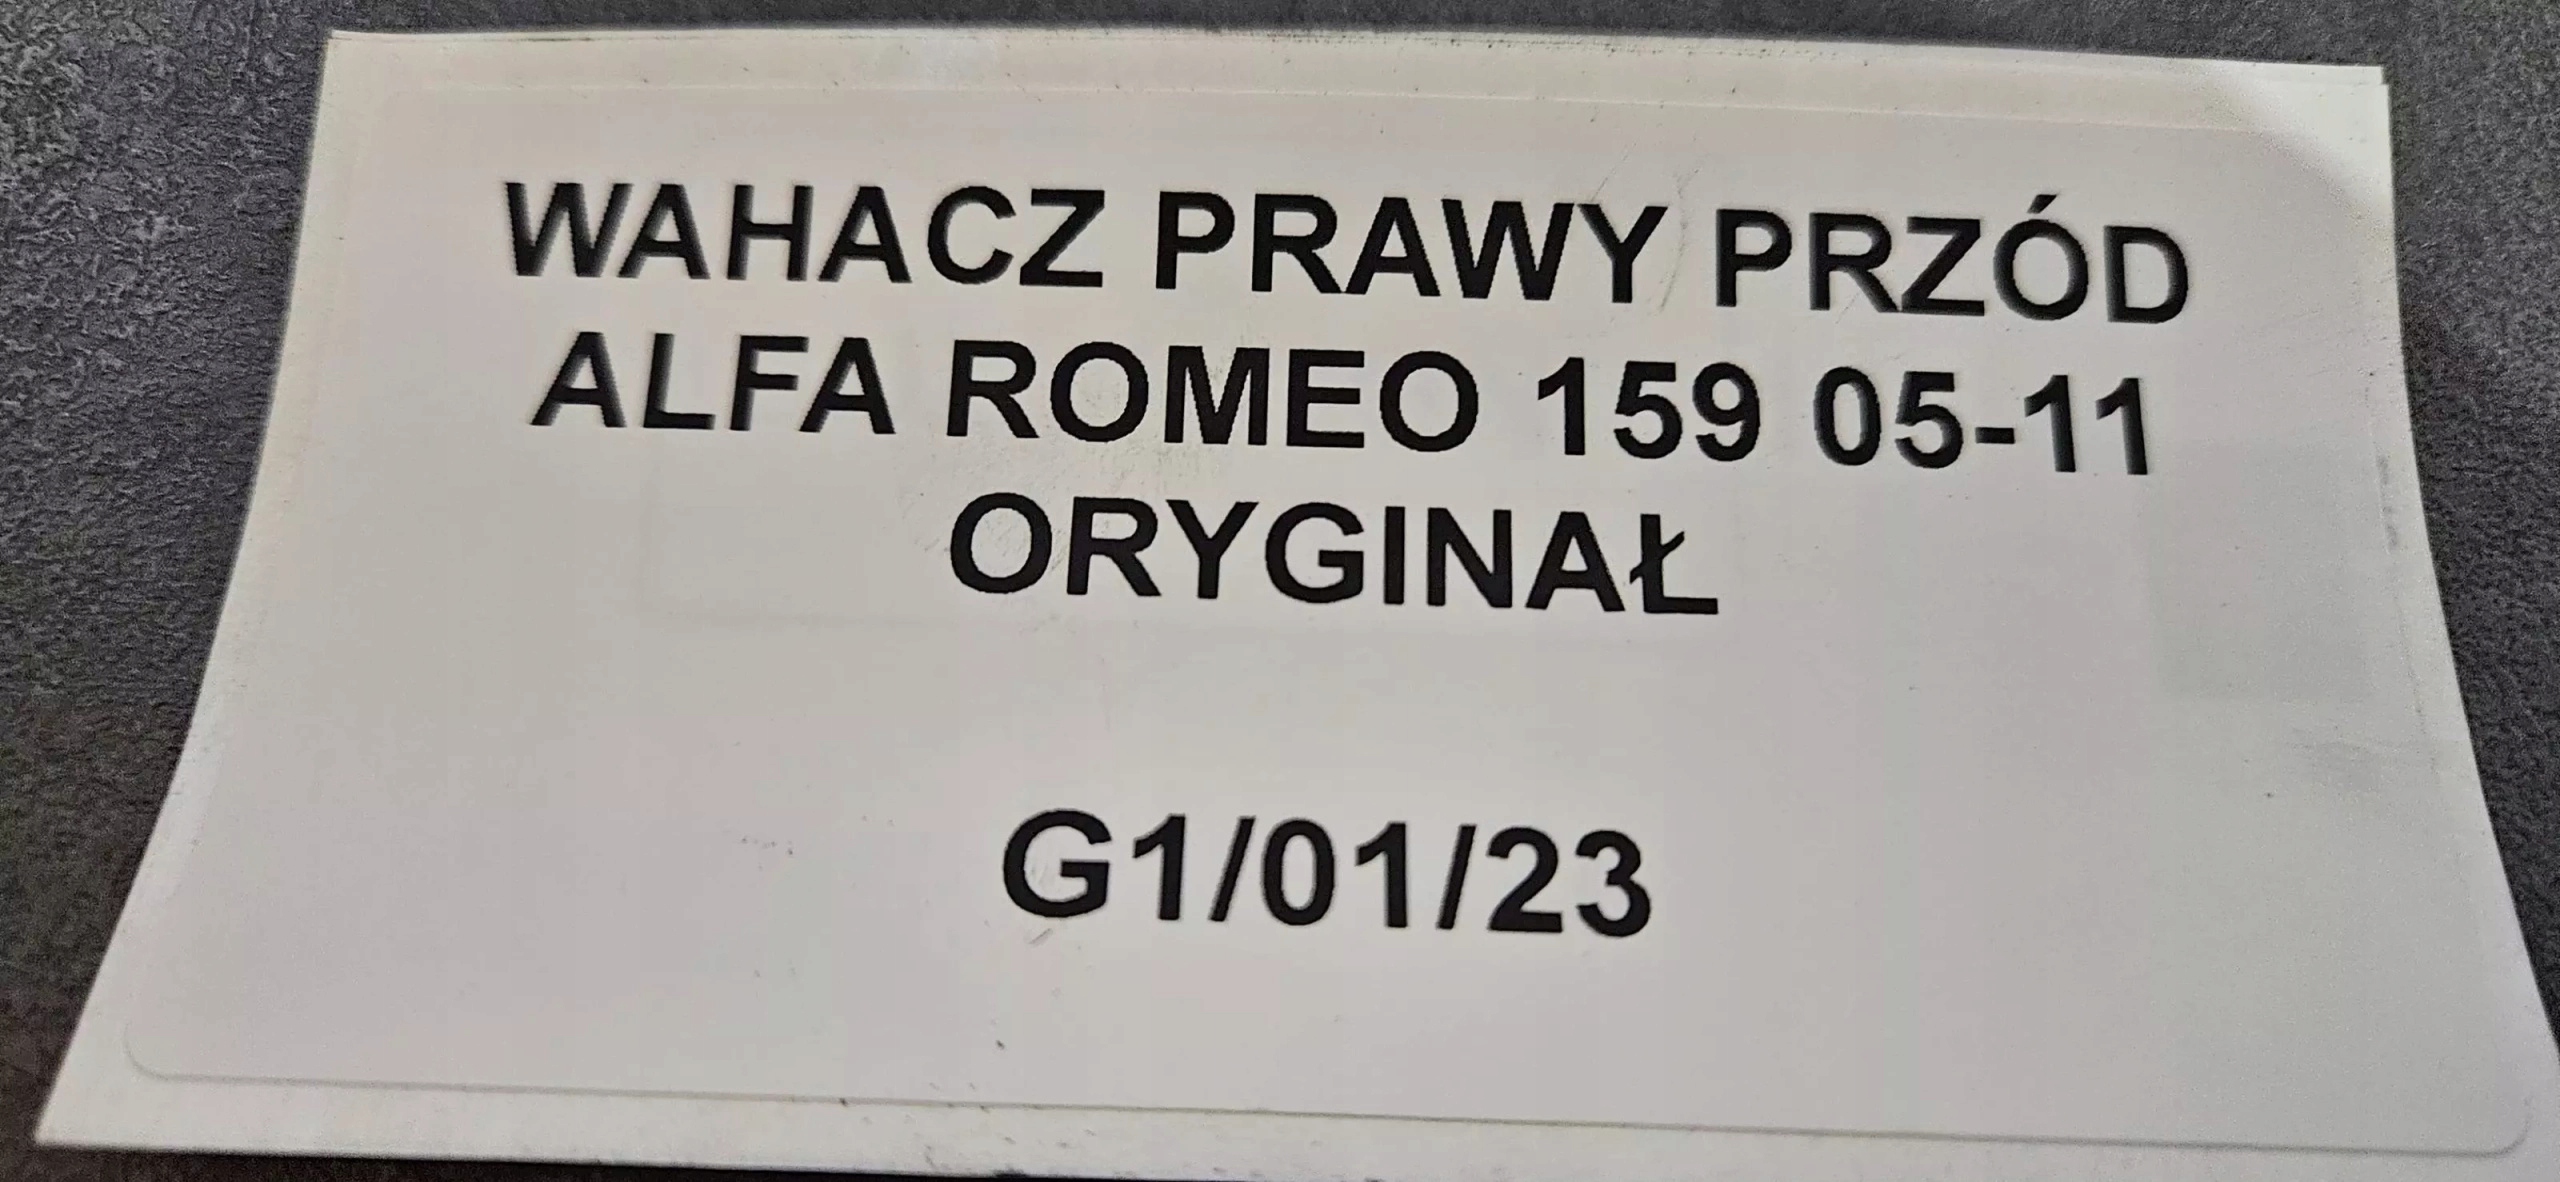 WAHACZ PRAWY PRZÓD
ALFA ROMEO 159 05-11
ORYGINAŁ
G1/01/23